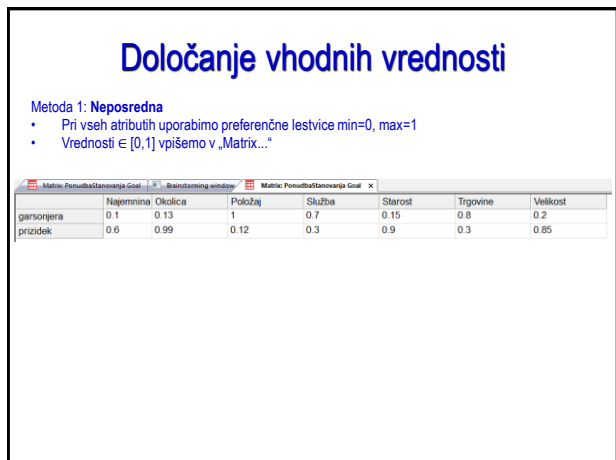 Določanje vhodnih vrednosti
Metoda 1: Neposredna
• Pri vseh atributih uporabimo preferenčne lestvice min=0, max=1
• Vrednosti ∈ [0,1] vpišemo v „Matrix...“
Matrix: PonudbaStanovanja Goal Brainstorming window Matrix: PonudbaStanovanja Goal x
Najemnina Okolica Položaj Služba Starost Trgovine Velikost
garsonjera 0.1 0.13 1 0.7 0.15 0.8 0.2
prizidek 0.6 0.99 0.12 0.3 0.9 0.3 0.85